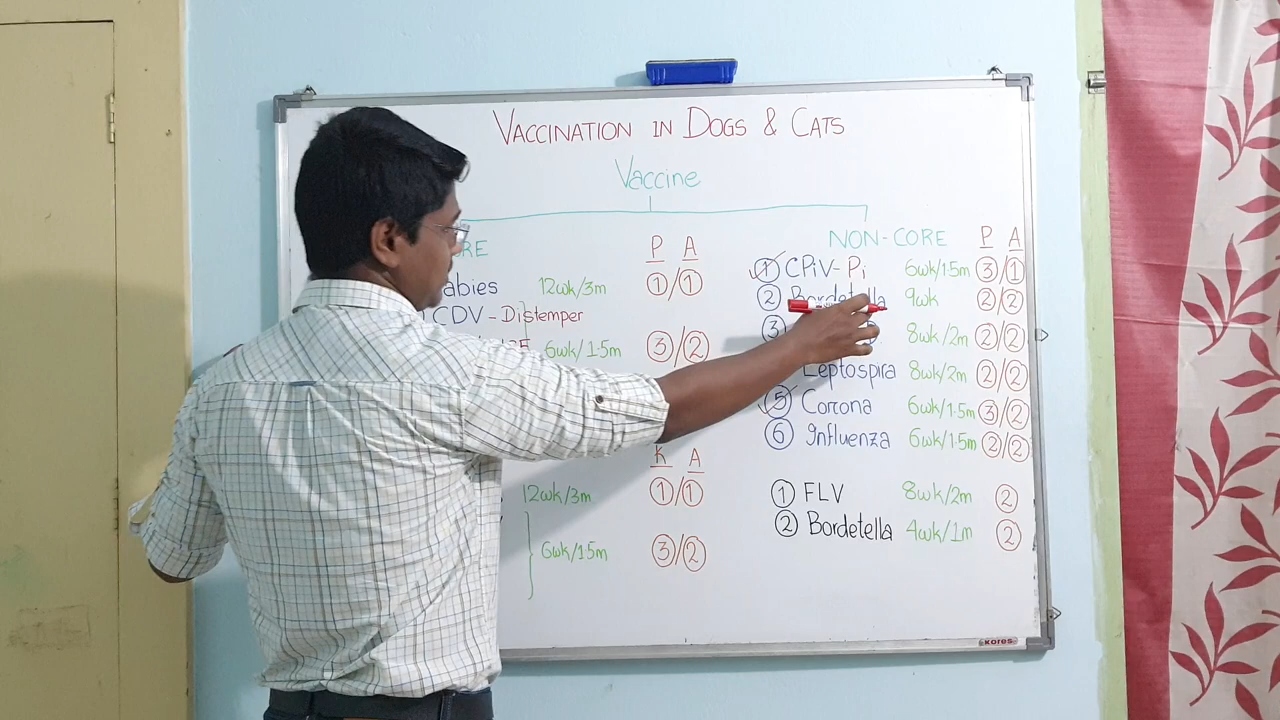 VACCINATION IN DOGS & CATS
Vaccine
P A
abies 12wk/3m 1/1
CDV - Distemper
6wk/1.5m 3/2
K A
12wk/3m 1/1
6wk/15m 3/2
NON-CORE P A
1 CPiV-Pi 6wk/1.5m 3/1
2 Bordetella 9wk 2/2
3 8wk/2m 2/2
Leptospira 8wk/2m 2/2
5 Corona 6wk/1.5m 3/2
6 Influenza 6wk/1.5m 2/2
1 FLV 8wk/2m 2
2 Bordetella 4wk/1m 2
KORES